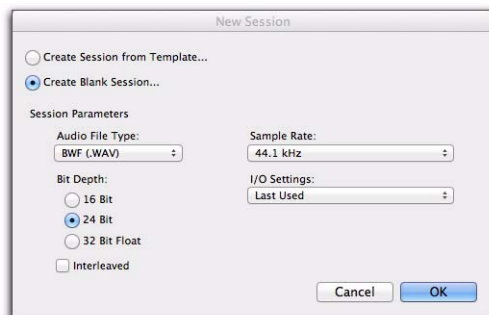 New Session
Create Session from Template...
Create Blank Session...
Session Parameters
Audio File Type:
BWF (.WAV)
Sample Rate:
44.1 kHz
Bit Depth:
16 Bit
24 Bit
32 Bit Float
I/O Settings:
Last Used
Interleaved
Cancel
OK